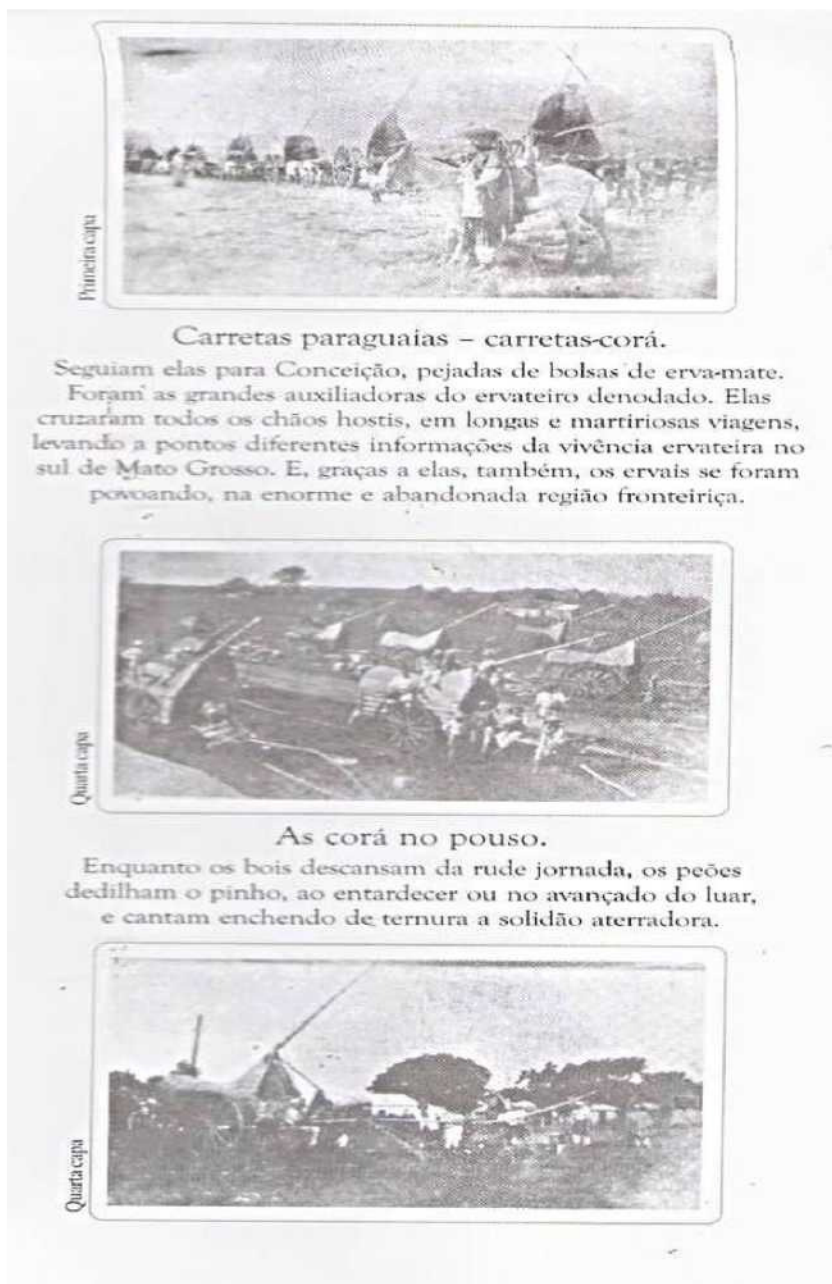 Primeira capa
Carretas paraguaias – carretas-corá.
Seguiam elas para Conceição, pejadas de bolsas de erva-mate.
Foram as grandes auxiliadoras do ervateiro denodado. Elas
cruzaram todos os chãos hostis, em longas e martiriosas viagens,
levando a pontos diferentes informações da vivência ervateira no
sul de Mato Grosso. E, graças a elas, também, os ervais se foram
povoando, na enorme e abandonada região fronteiriça.
Quarta capa
As corá no pouso.
Enquanto os bois descansam da rude jornada, os peões
dedilham o pinho, ao entardecer ou no avançado do luar,
e cantam enchendo de ternura a solidão aterradora.
Quarta capa